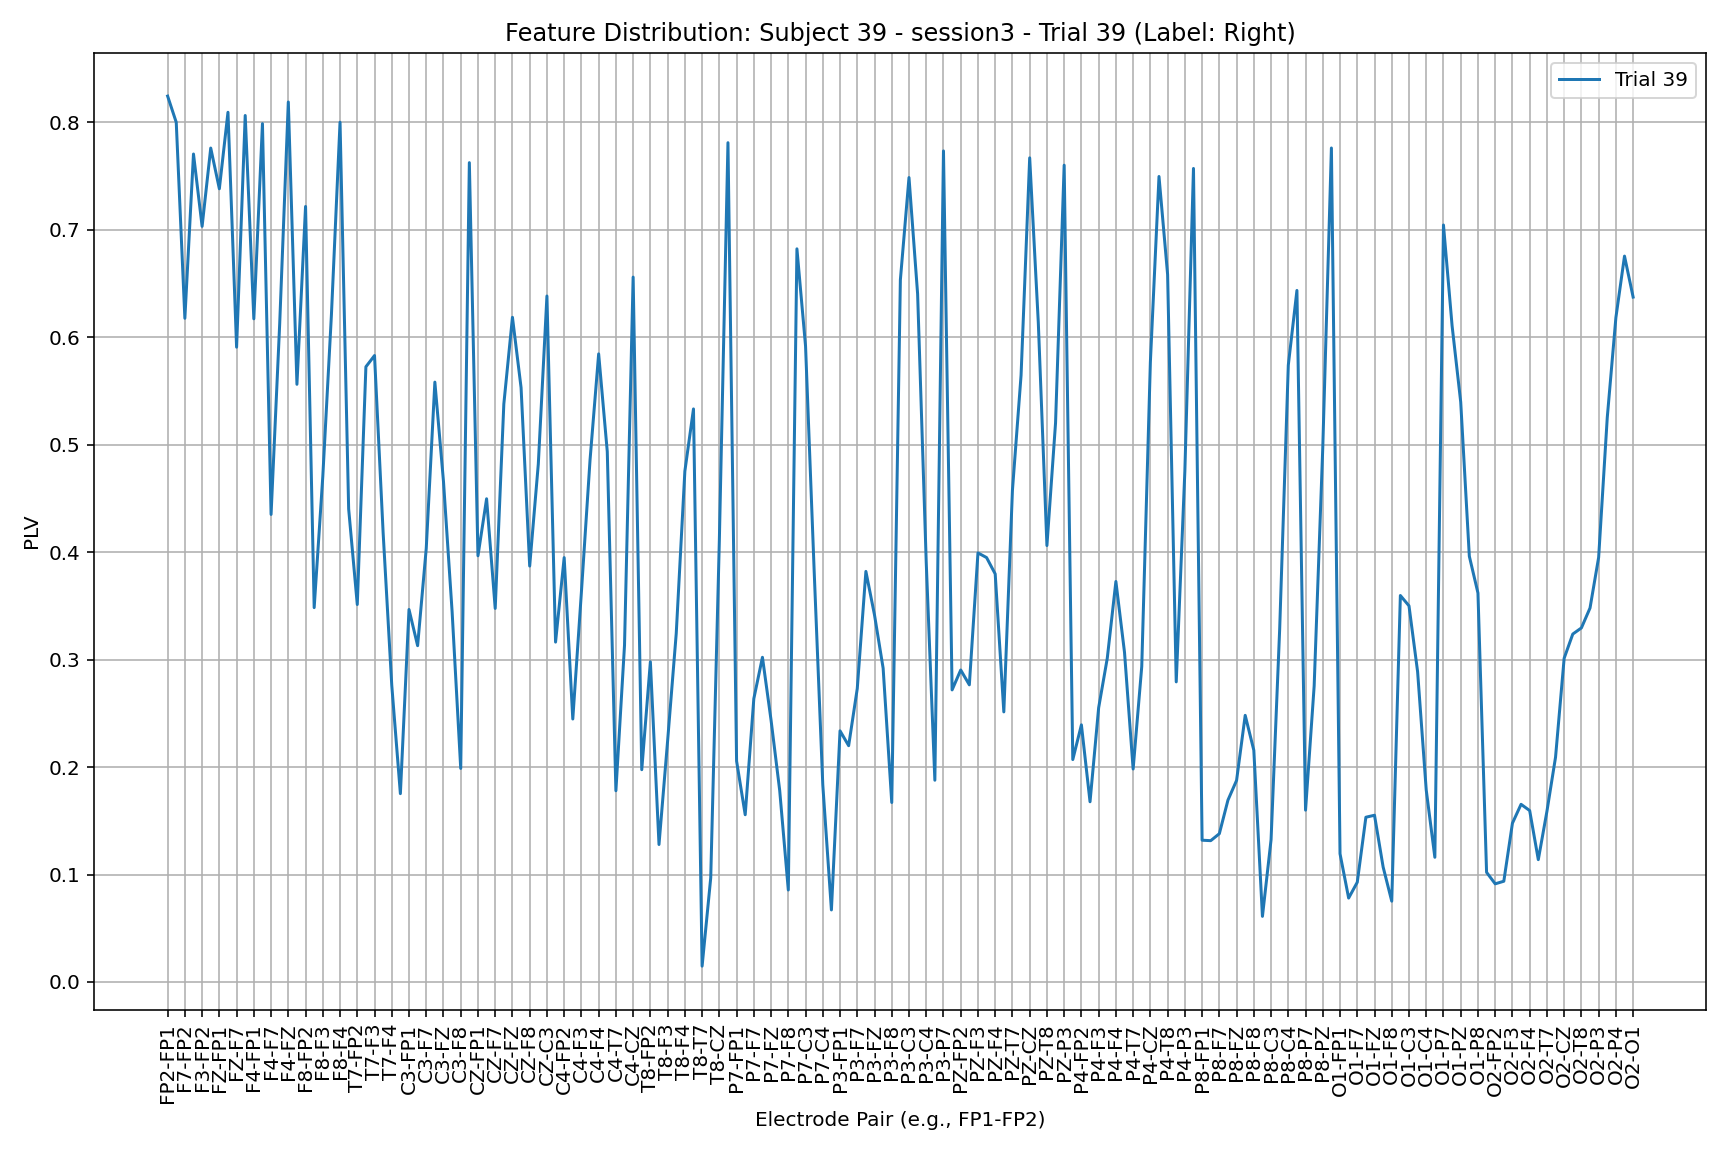 Feature Distribution: Subject 39 - session3 - Trial 39 (Label: Right)
Trial 39
PLV
0.8
0.7
0.6
0.5
0.4
0.3
0.2
0.1
0.0
FP2-FP1
F7-FP2
F3-FP2
FZ-FP1
FZ-F7
F4-FP1
F4-F7
F4-FZ
F8-FP2
F8-F3
F8-F4
T7-FP2
T7-F3
T7-F4
C3-FP1
C3-F7
C3-FZ
C3-F8
CZ-FP1
CZ-F7
CZ-FZ
CZ-F8
CZ-C3
C4-FP2
C4-F3
C4-F4
C4-T7
C4-CZ
T8-FP2
T8-F3
T8-F4
T8-T7
T8-CZ
P7-FP1
P7-F7
P7-FZ
P7-F8
P7-C3
P7-C4
P3-FP1
P3-F7
P3-FZ
P3-F8
P3-C3
P3-C4
P3-P7
PZ-FP2
PZ-F3
PZ-F4
PZ-T7
PZ-CZ
PZ-T8
PZ-P3
P4-FP2
P4-F3
P4-F4
P4-T7
P4-CZ
P4-T8
P4-P3
P8-FP1
P8-F7
P8-FZ
P8-F8
P8-C3
P8-C4
P8-P7
P8-PZ
O1-FP1
O1-F7
O1-FZ
O1-F8
O1-C3
O1-C4
O1-P7
O1-PZ
O1-P8
O2-FP2
O2-F3
O2-F4
O2-T7
O2-CZ
O2-T8
O2-P3
O2-P4
O2-O1
Electrode Pair (e.g., FP1-FP2)